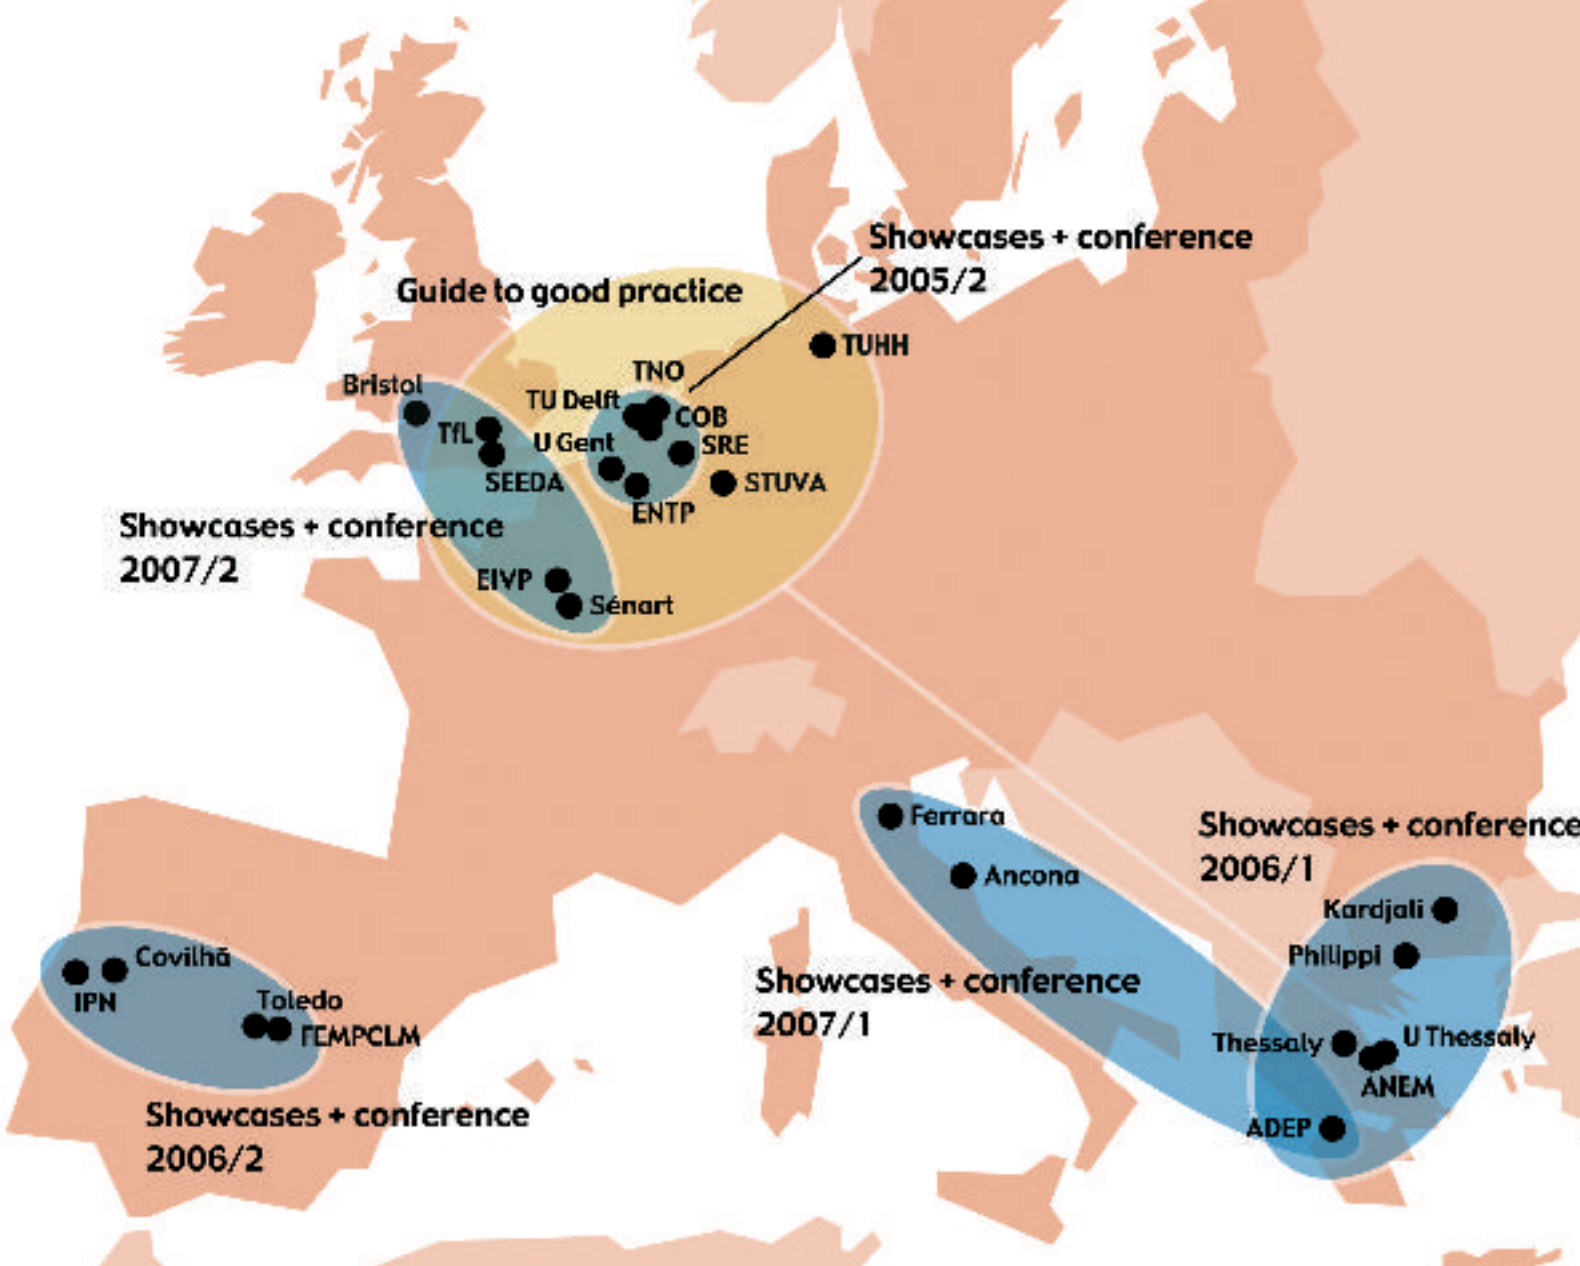 Showcases + conference
2005/2
Guide to good practice
TUHH
TNO
Bristol
TU Delft
COB
TfL
U Gent
SRE
SEEDA
STUVA
ENTP
Showcases + conference
2007/2
EIVP
Sénart
Ferrara
Showcases + conference
2006/1
Ancona
Kardjali
Philippi
Covilhã
IPN
Toledo
FEMPCLM
Showcases + conference
2007/1
Thessaly
U Thessaly
ANEM
ADEP
Showcases + conference
2006/2